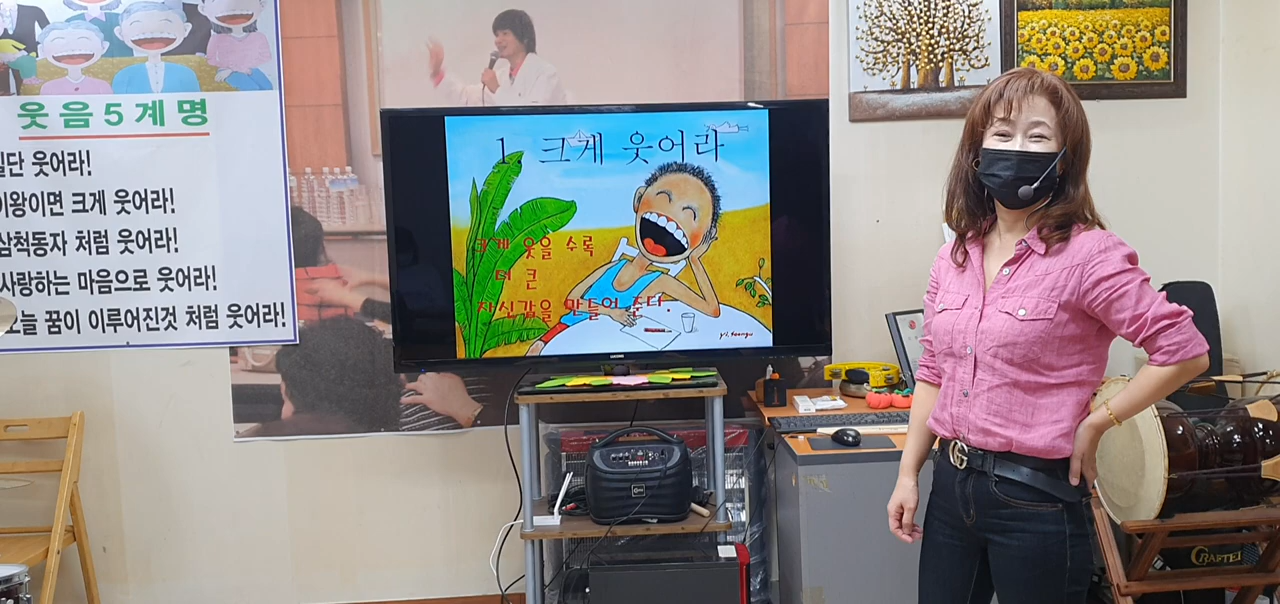 웃음5계명
일단 웃어라!
이왕이면 크게 웃어라!
삼척동자 처럼 웃어라!
사랑하는 마음으로 웃어라!
오늘 꿈이 이루어진것 처럼 웃어라!
1. 크게 웃어라
크게 웃을 수록
더 큰
자신감을 만들어 준다.
yi.sangu
SAMSUNG
CRAFTER